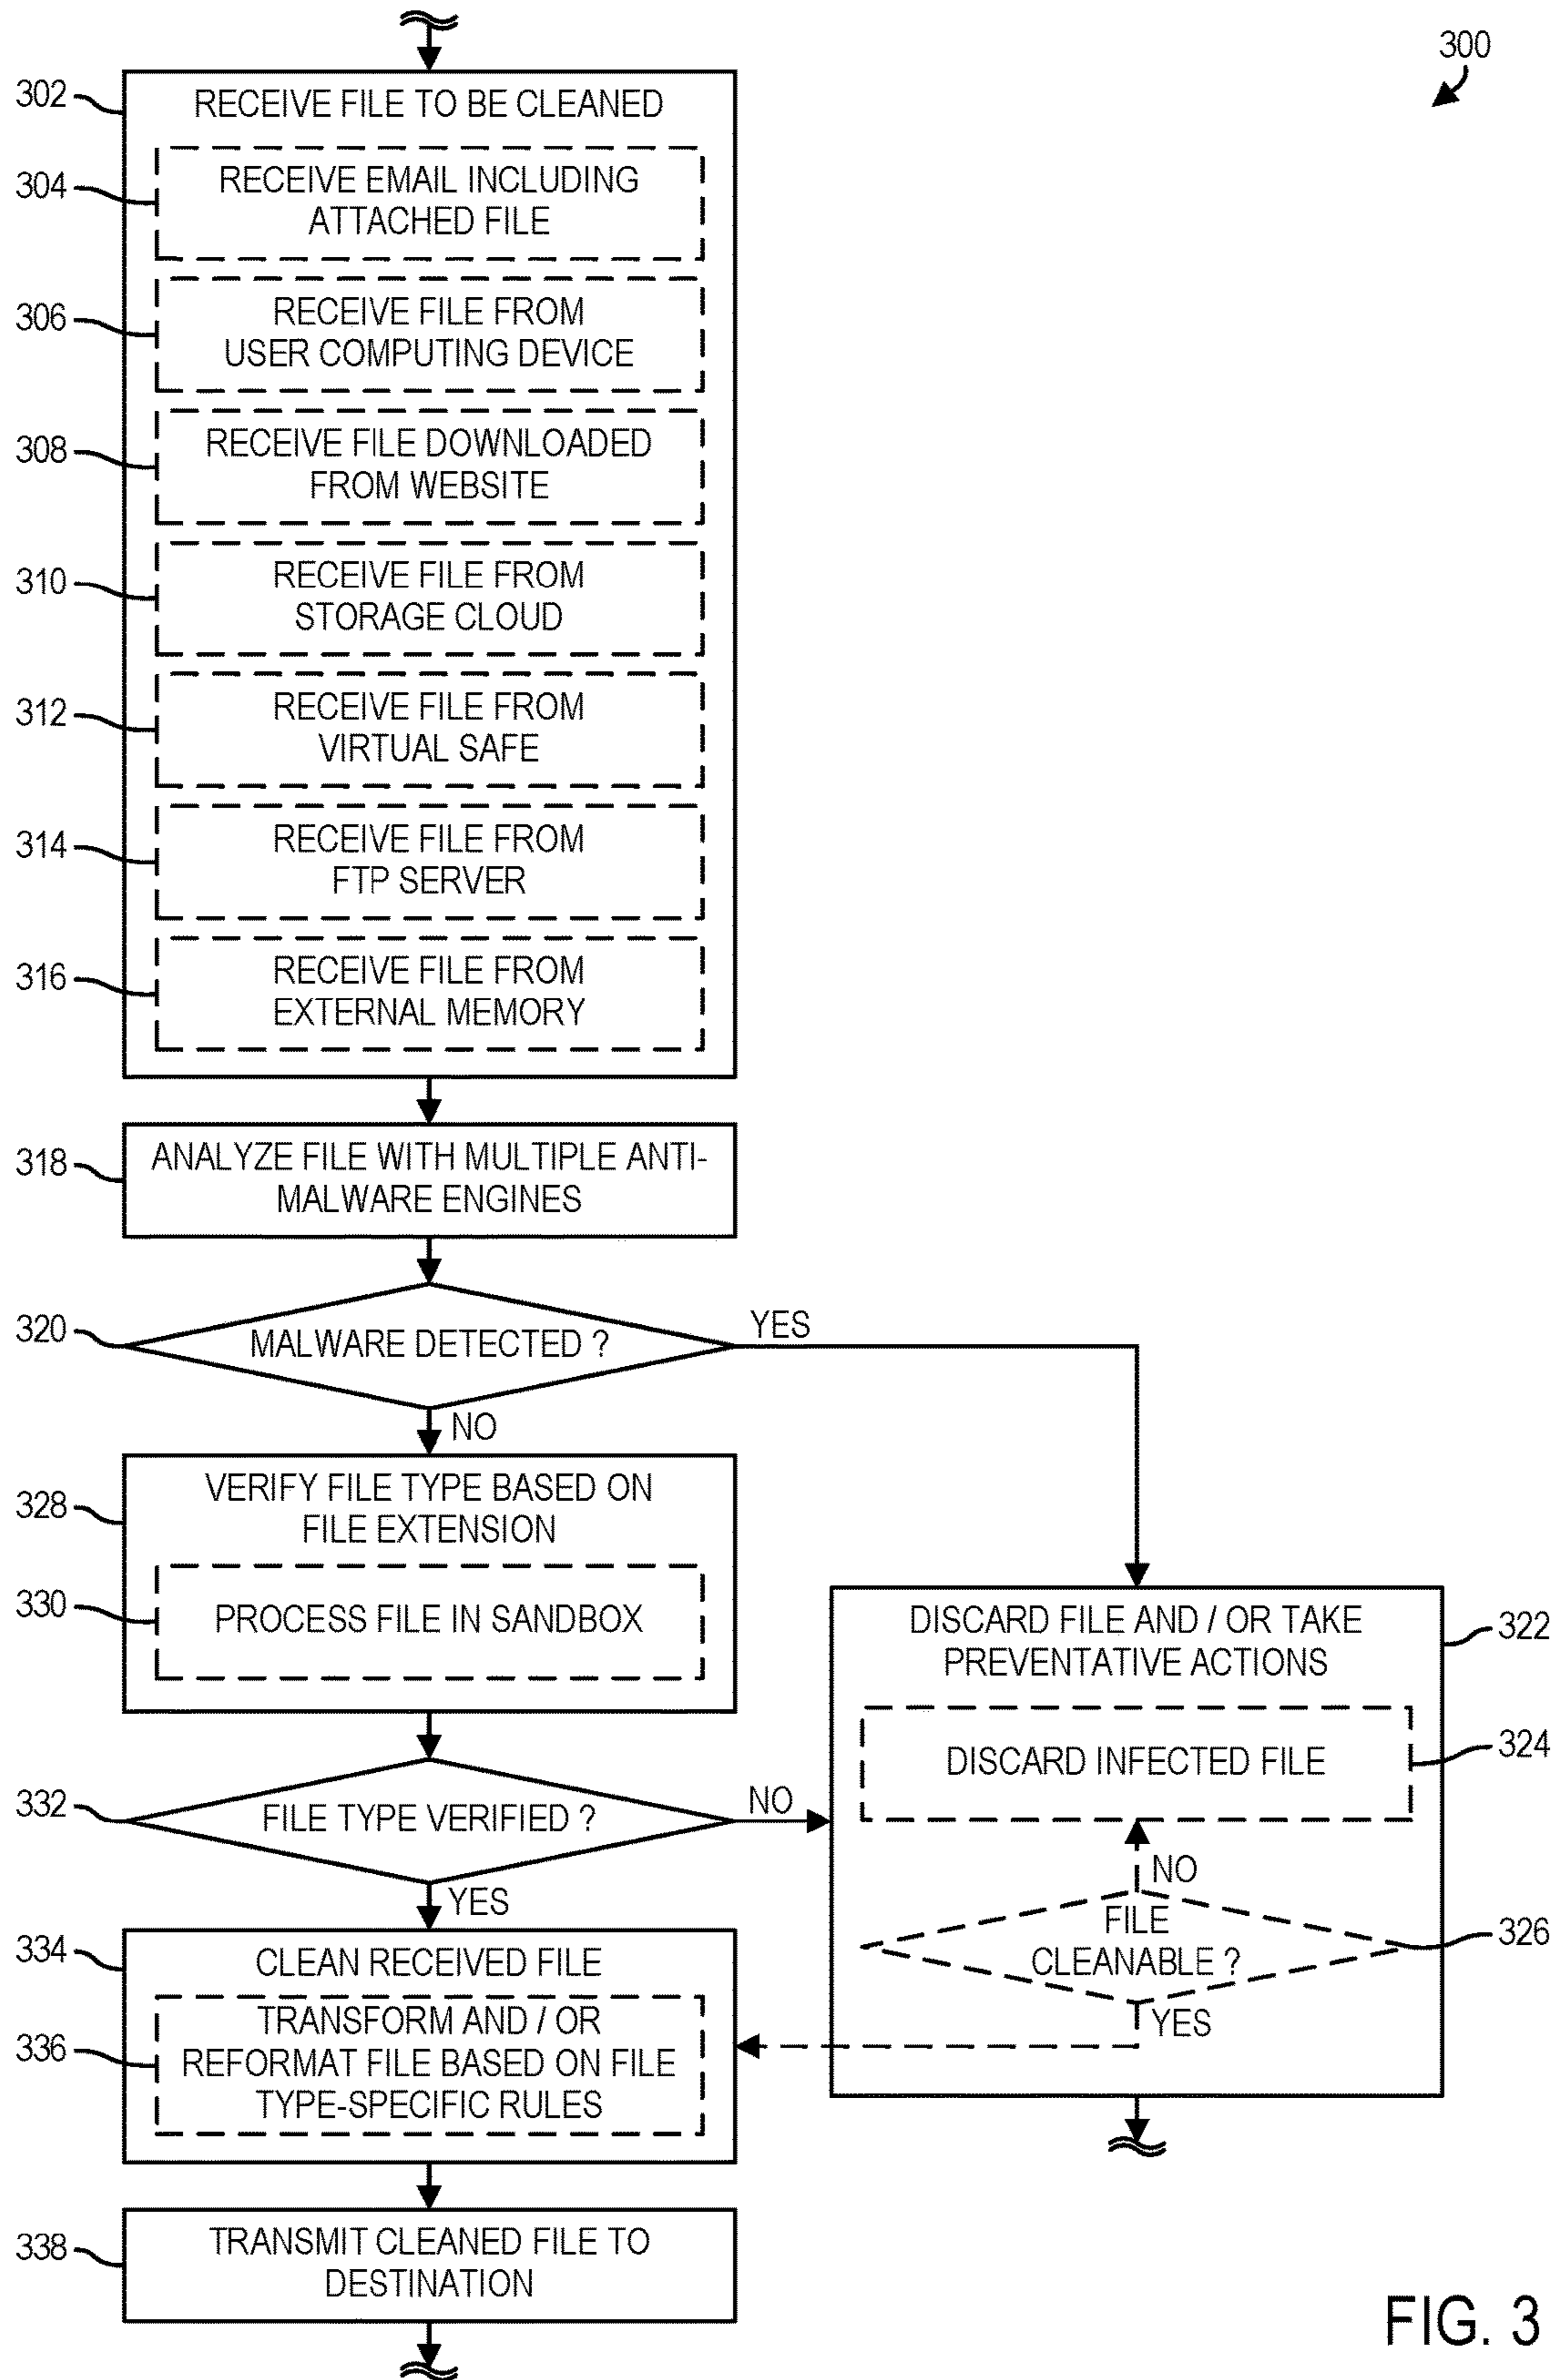 300
302
RECEIVE FILE TO BE CLEANED
304
RECEIVE EMAIL INCLUDING
ATTACHED FILE
306
RECEIVE FILE FROM
USER COMPUTING DEVICE
308
RECEIVE FILE DOWNLOADED
FROM WEBSITE
310
RECEIVE FILE FROM
STORAGE CLOUD
312
RECEIVE FILE FROM
VIRTUAL SAFE
314
RECEIVE FILE FROM
FTP SERVER
316
RECEIVE FILE FROM
EXTERNAL MEMORY
318
ANALYZE FILE WITH MULTIPLE ANTI-
MALWARE ENGINES
320
MALWARE DETECTED ?
YES
NO
328
VERIFY FILE TYPE BASED ON
FILE EXTENSION
330
PROCESS FILE IN SANDBOX
332
FILE TYPE VERIFIED ?
NO
YES
322
DISCARD FILE AND / OR TAKE
PREVENTATIVE ACTIONS
324
DISCARD INFECTED FILE
NO
326
FILE
CLEANABLE ?
YES
334
CLEAN RECEIVED FILE
336
TRANSFORM AND / OR
REFORMAT FILE BASED ON FILE
TYPE-SPECIFIC RULES
338
TRANSMIT CLEANED FILE TO
DESTINATION
FIG. 3